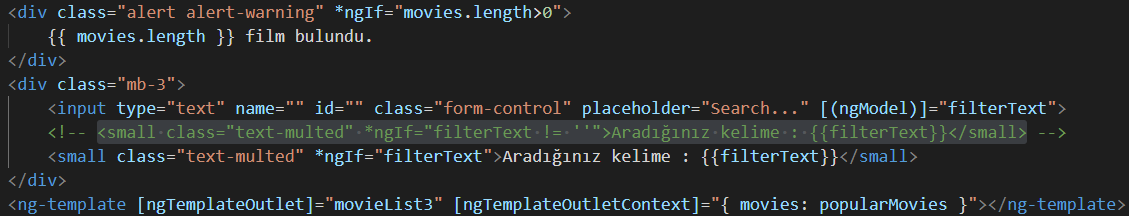 <div class="alert alert-warning" *ngIf="movies.length>0">
{{ movies.length }} film bulundu.
</div>
<div class="mb-3">
<input type="text" name="" id="" class="form-control" placeholder="Search..." [(ngModel)]="filterText">
<!-- <small class="text-multed" *ngIf="filterText != ''">Aradığınız kelime : {{filterText}}</small> -->
<small class="text-multed" *ngIf="filterText">Aradığınız kelime : {{filterText}}</small>
</div>
<ng-template [ngTemplateOutlet]="movieList3" [ngTemplateOutletContext]="{ movies: popularMovies }"></ng-template>